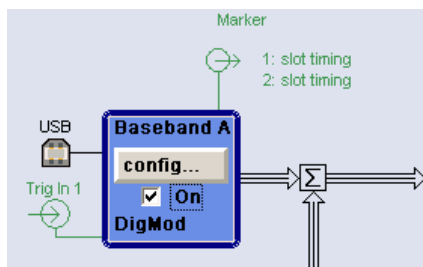 Marker
1: slot timing
2: slot timing
USB
Baseband A
config...
Trig In 1
On
DigMod
Σ